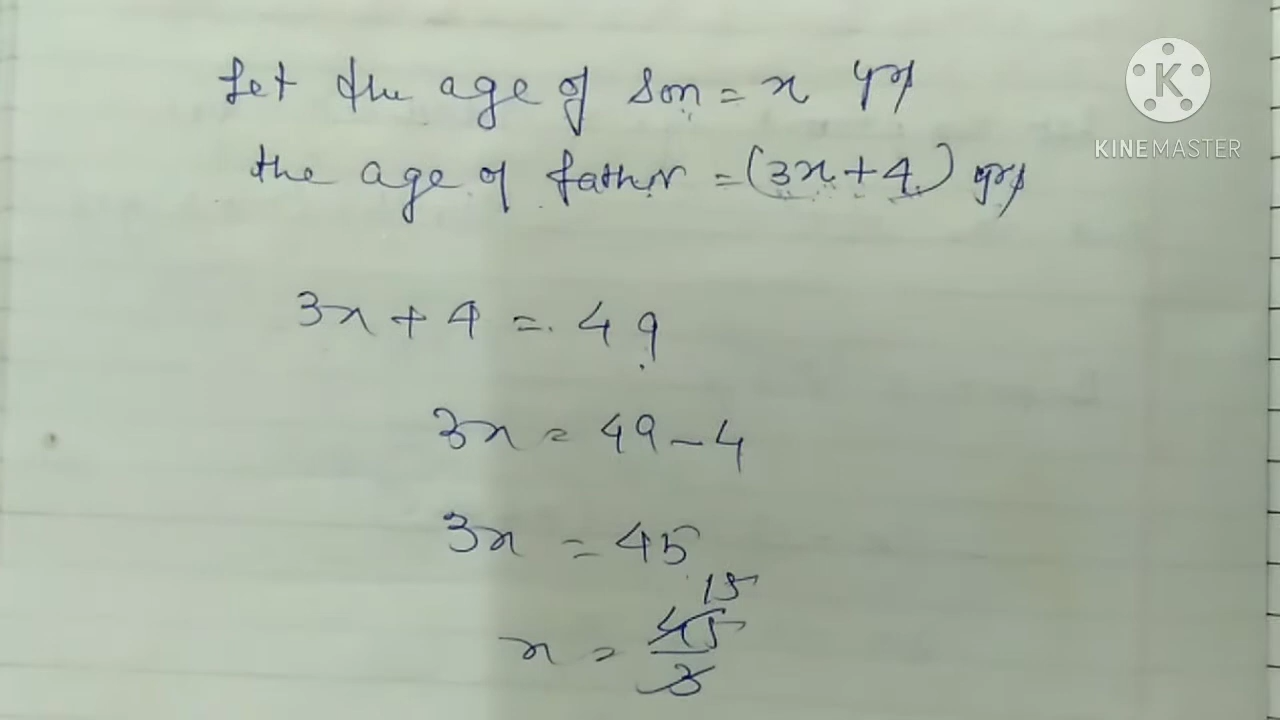 Let the age of son = x yrs
K
KINEMASTER
the age of father = (3x+4) yrs
3x + 4 = 49
3x = 49 - 4
3x = 45
15
x = 45/3